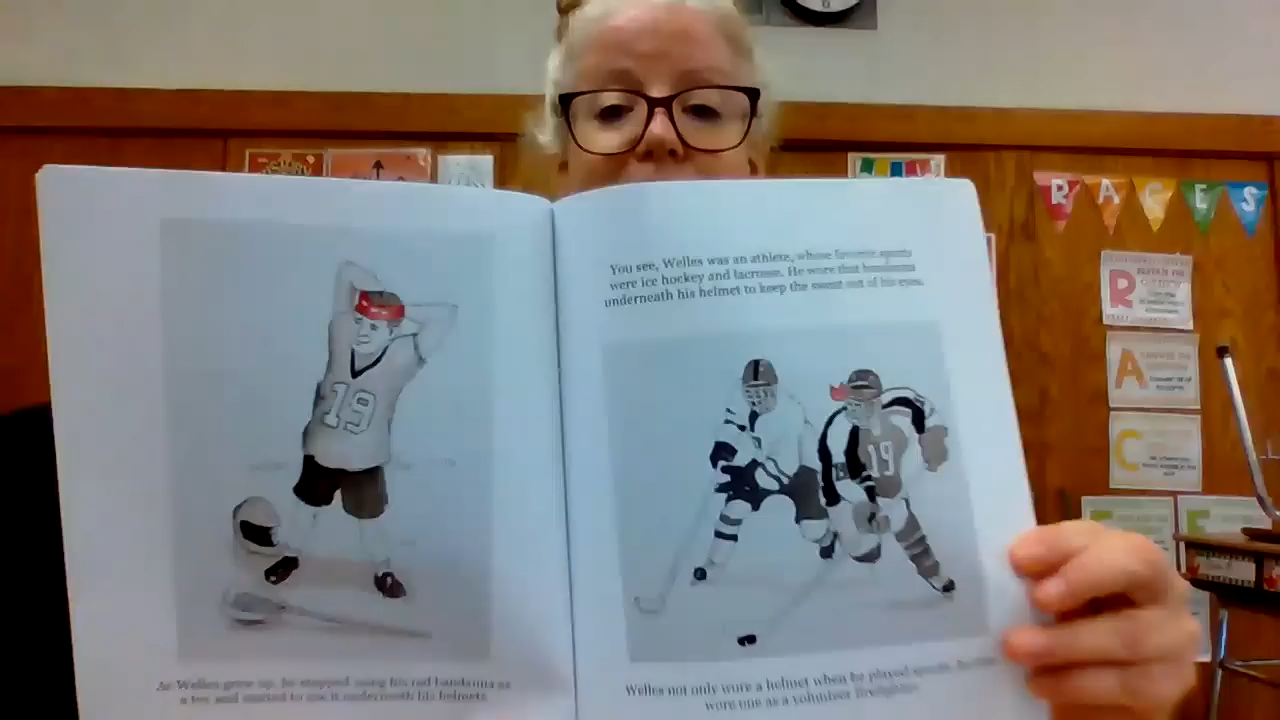 19
As Welles grew up, he stopped using his red bandanna as
a toy and started to use it underneath his helmets.
You see, Welles was an athlete, whose favorite sports
were ice hockey and lacrosse. He wore that bandanna
underneath his helmet to keep the sweat out of his eyes.
19
Welles not only wore a helmet when he played sports,
wore one as a volunteer firefighter.
RACES
R
A
C
E